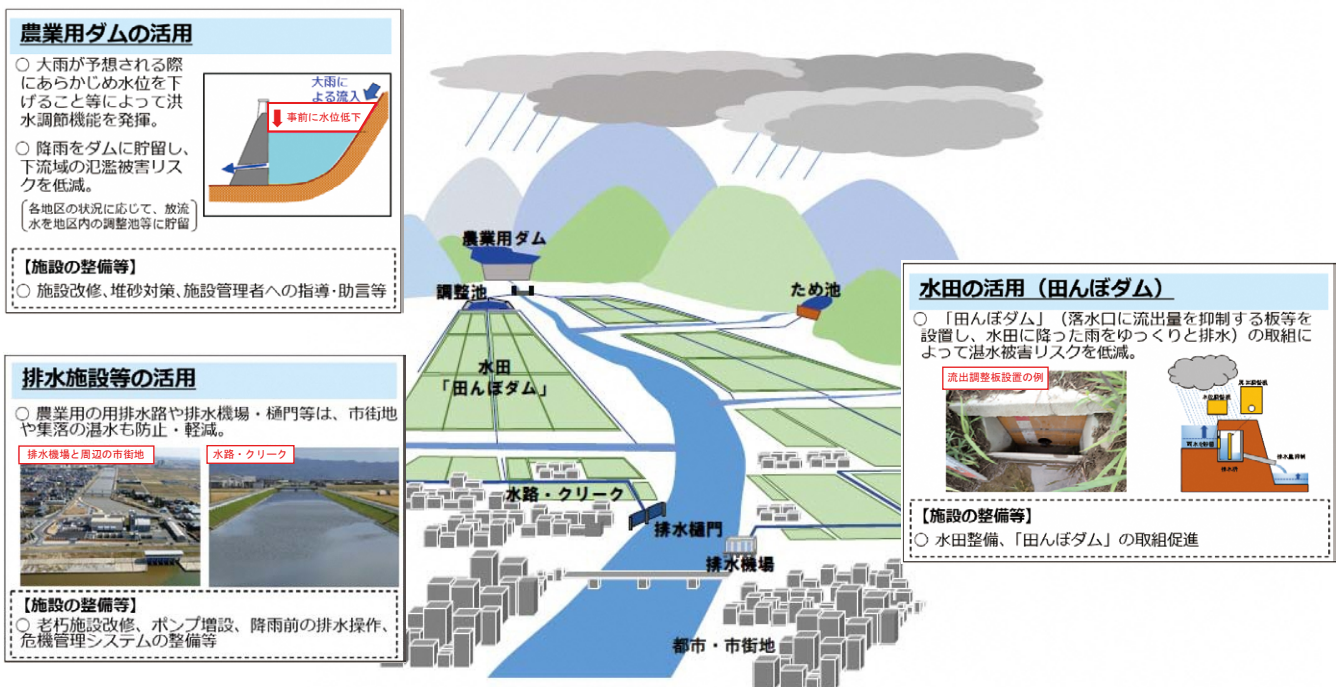 農業用ダムの活用
○ 大雨が予想される際
にあらかじめ水位を下
げること等によって洪
水調節機能を発揮。
○ 降雨をダムに貯留し、
下流域の氾濫被害リス
クを低減。
各地区の状況に応じて、放流
水を地区内の調整池等に貯留
大雨に
よる流入
事前に水位低下
【施設の整備等】
○ 施設改修、堆砂対策、施設管理者への指導・助言等
排水施設等の活用
○ 農業用の用排水路や排水機場・樋門等は、市街地
や集落の湛水も防止・軽減。
排水機場と周辺の市街地
水路・クリーク
【施設の整備等】
○ 老朽施設改修、ポンプ増設、降雨前の排水操作、
危機管理システムの整備等
農業用ダム
調整池
ため池
水田
「田んぼダム」
水路・クリーク
排水樋門
排水機場
都市・市街地
水田の活用（田んぼダム）
○ 「田んぼダム」（落水口に流出量を抑制する板等を
設置し、水田に降った雨をゆっくりと排水）の取組に
よって湛水被害リスクを低減。
流出調整板設置の例
【施設の整備等】
○ 水田整備、「田んぼダム」の取組促進